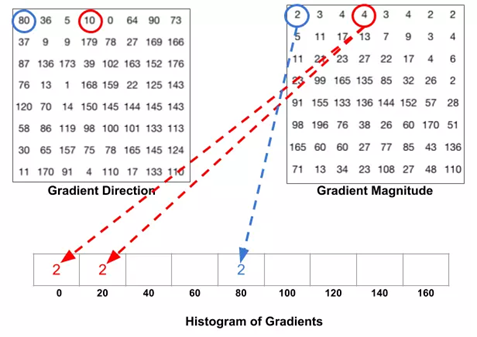 80 36 5 10 0 64 90 73
37 9 9 179 78 27 169 166
87 136 173 39 102 163 152 176
76 13 1 168 159 22 125 143
120 70 14 150 145 144 145 143
58 86 119 98 100 101 133 113
30 65 157 75 78 165 145 124
11 170 91 4 110 17 133 110
Gradient Direction
2 3 4 4 3 4 2 2
5 11 17 13 7 9 3 4
11 21 23 27 22 17 4 6
23 99 165 135 85 32 26 2
91 155 133 136 144 152 57 28
98 196 76 38 26 60 170 51
165 60 60 27 77 85 43 136
71 13 34 23 108 27 48 110
Gradient Magnitude
2 2 2
0 20 40 60 80 100 120 140 160
Histogram of Gradients